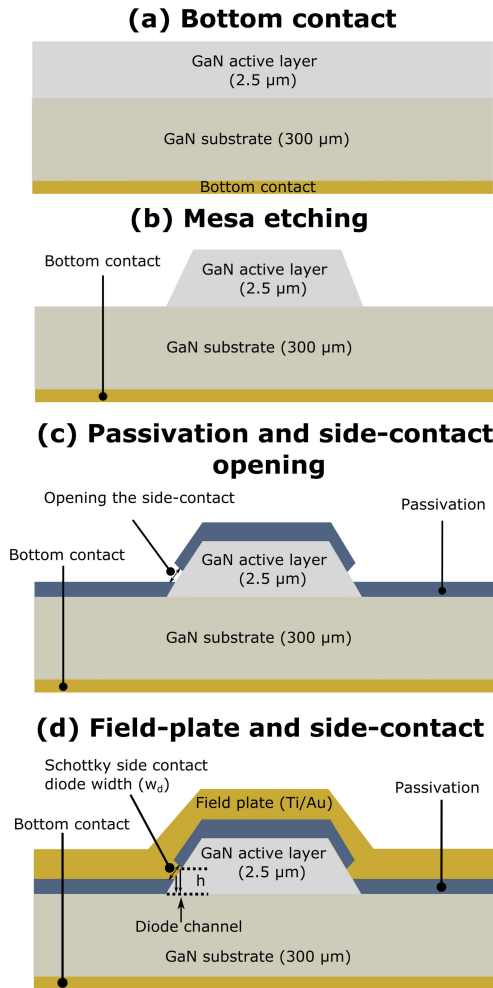 (a) Bottom contact
GaN active layer
(2.5 µm)
GaN substrate (300 µm)
Bottom contact
(b) Mesa etching
Bottom contact
GaN active layer
(2.5 µm)
GaN substrate (300 µm)
(c) Passivation and side-contact
opening
Opening the side-contact
Passivation
Bottom contact
GaN active layer
(2.5 µm)
GaN substrate (300 µm)
(d) Field-plate and side-contact
Schottky side contact
diode width (w_d)
Field plate (Ti/Au)
Passivation
Bottom contact
GaN active layer
(2.5 µm)
h
Diode channel
GaN substrate (300 µm)